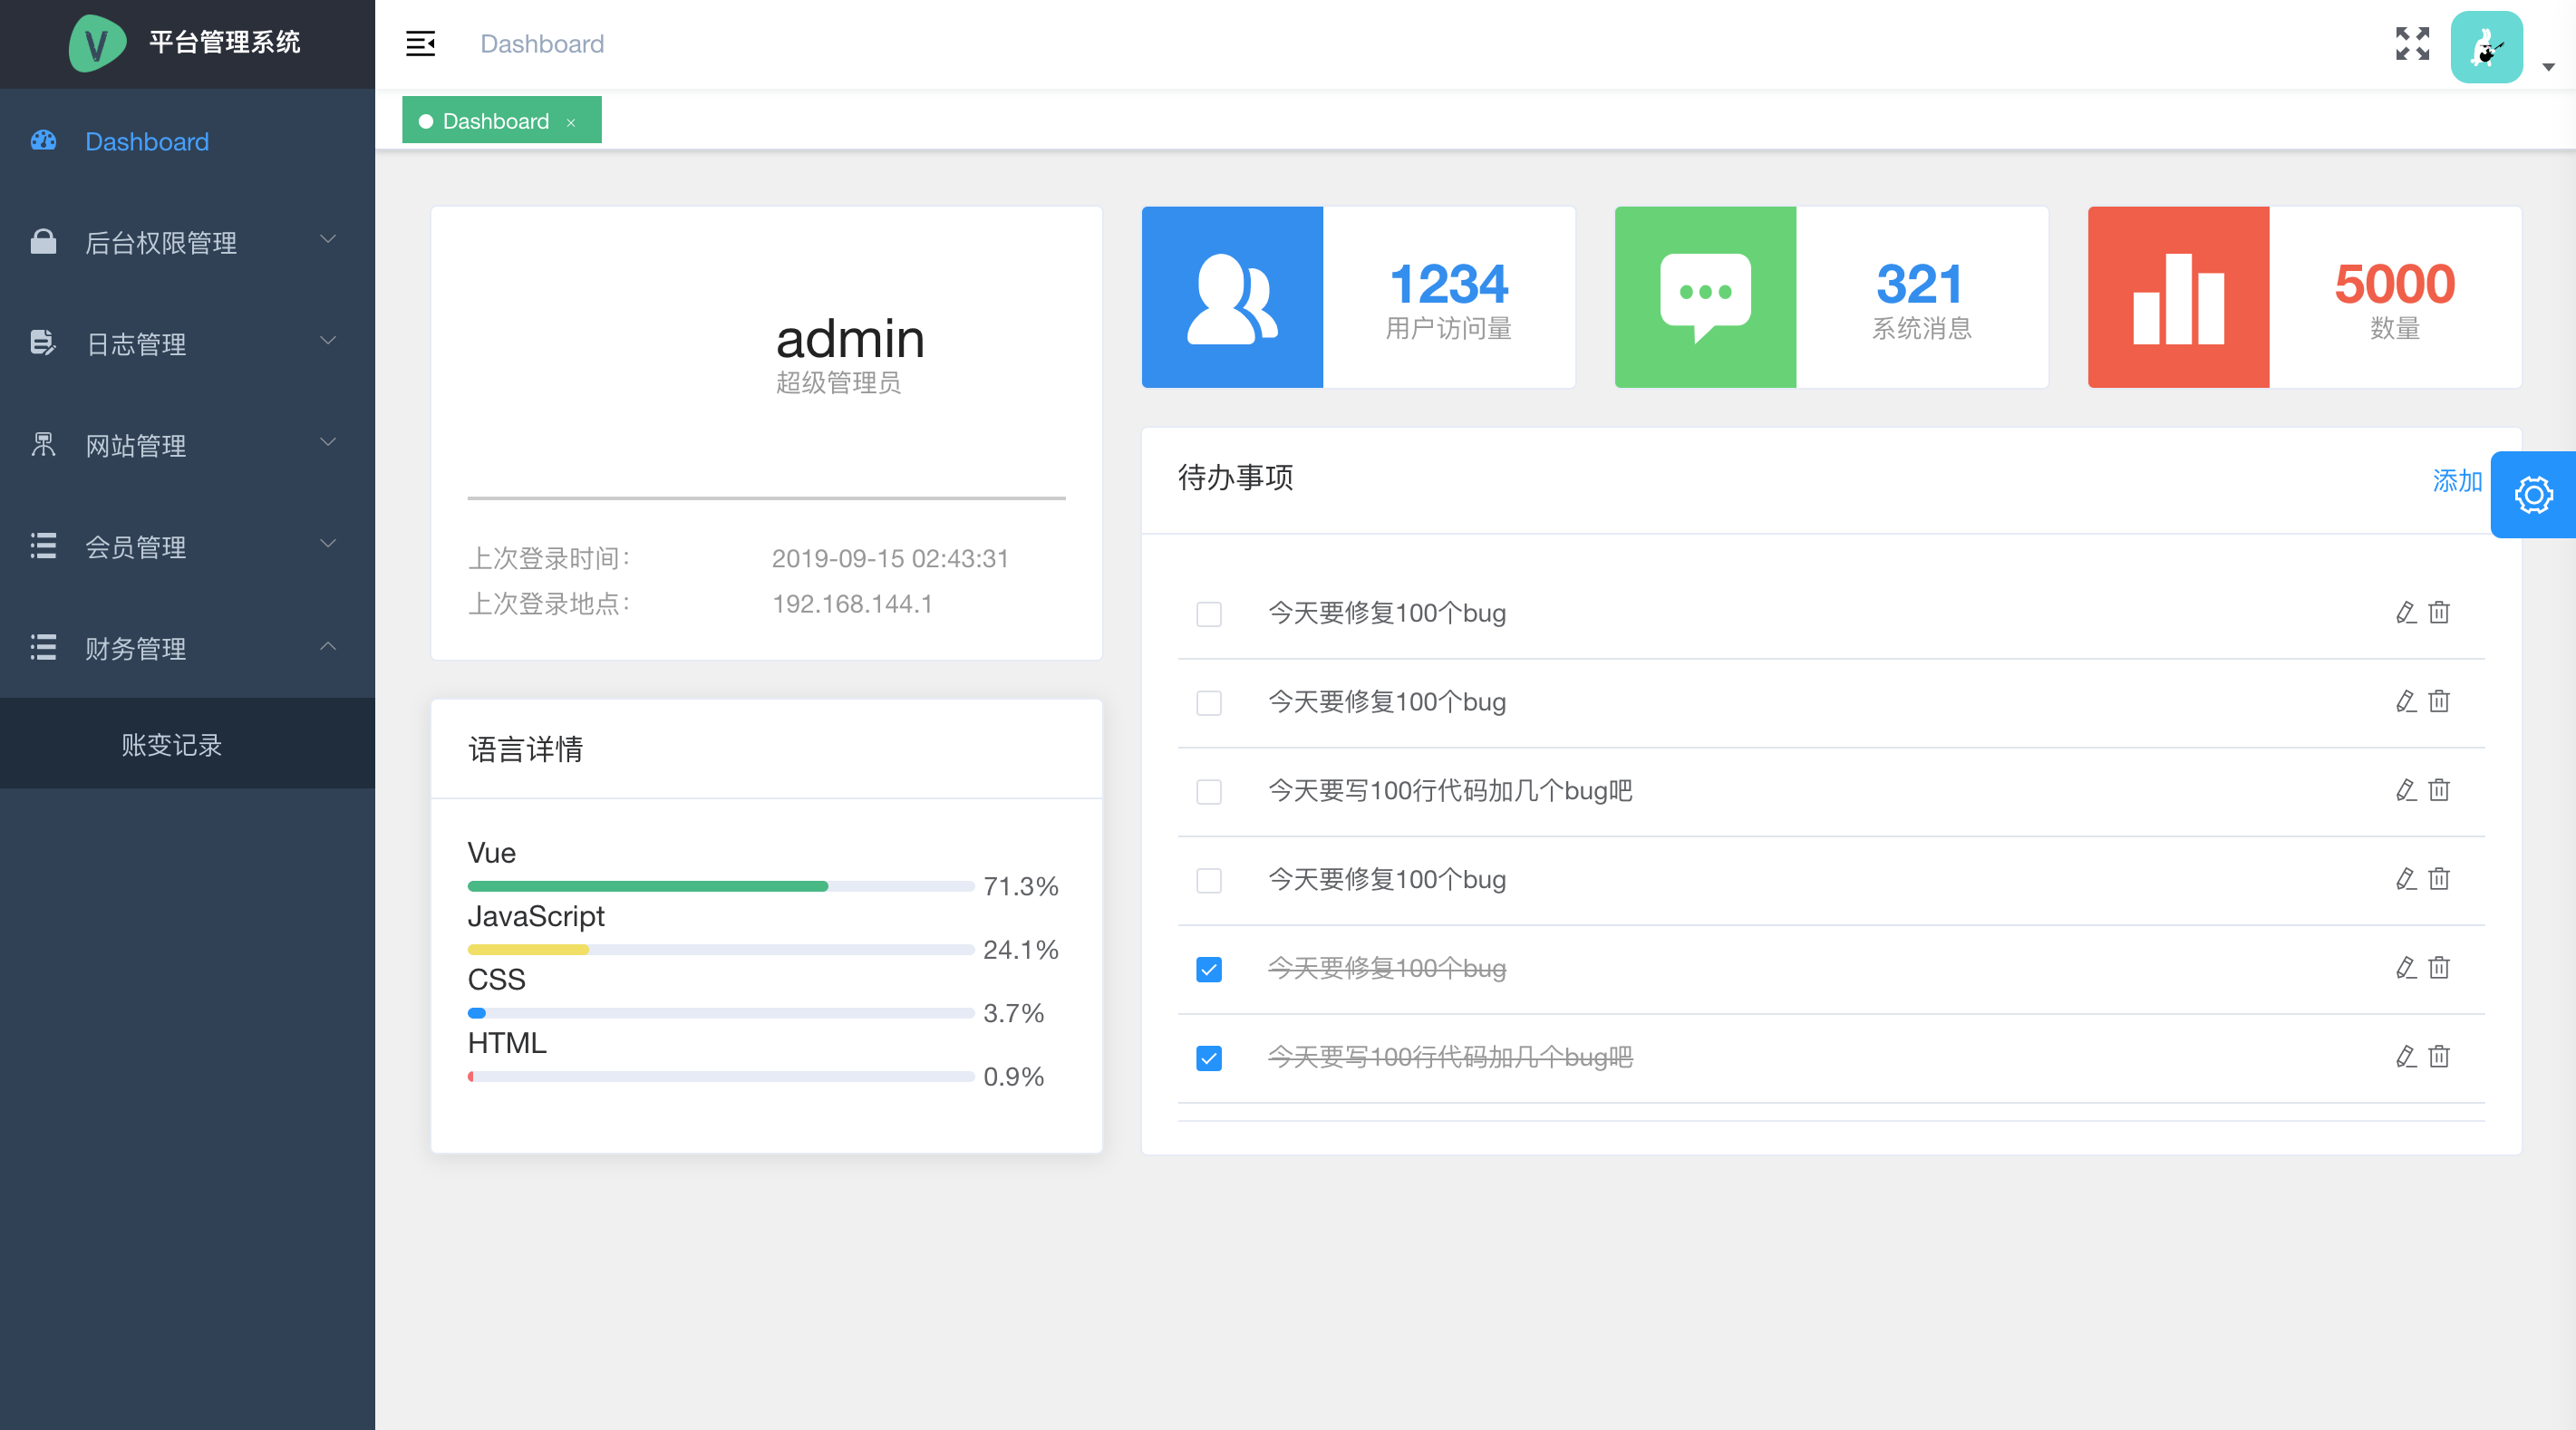 平台管理系统
Dashboard
Dashboard
后台权限管理
日志管理
网站管理
会员管理
财务管理
账变记录
Dashboard ×
admin
超级管理员
上次登录时间： 2019-09-15 02:43:31
上次登录地点： 192.168.144.1
语言详情
Vue
71.3%
JavaScript
24.1%
CSS
3.7%
HTML
0.9%
1234
用户访问量
321
系统消息
5000
数量
待办事项 添加
今天要修复100个bug
今天要修复100个bug
今天要写100行代码加几个bug吧
今天要修复100个bug
今天要修复100个bug
今天要写100行代码加几个bug吧